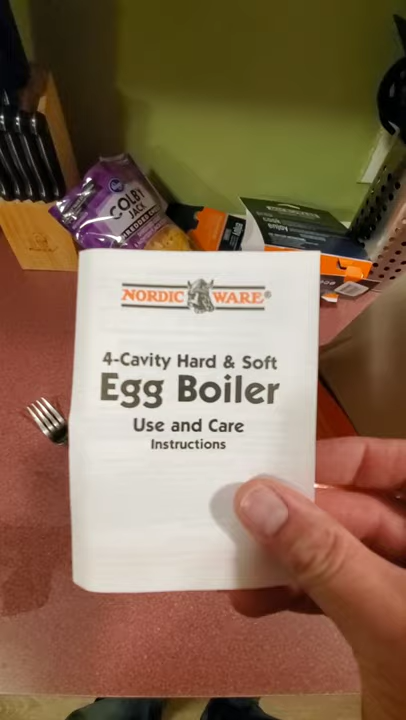 COLBY
JACK
NORDIC WARE®
4-Cavity Hard & Soft
Egg Boiler
Use and Care
Instructions